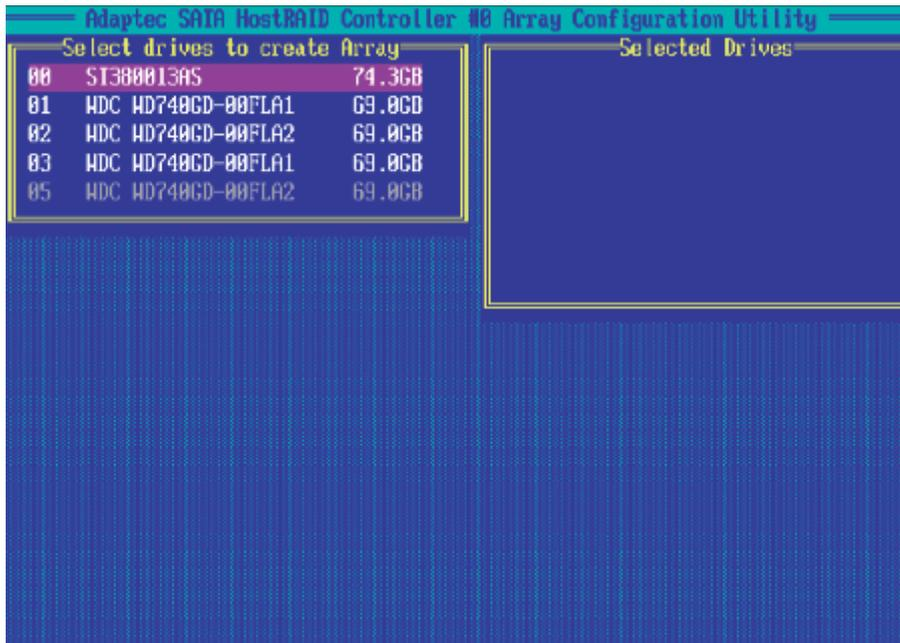 Adaptec SATA HostRAID Controller #0 Array Configuration Utility
Select drives to create Array
00 ST380013AS 74.3GB
01 WDC WD740GD-00FLA1 69.0GB
02 WDC WD740GD-00FLA2 69.0GB
03 WDC WD740GD-00FLA1 69.0GB
05 WDC WD740GD-00FLA2 69.0GB
Selected Drives